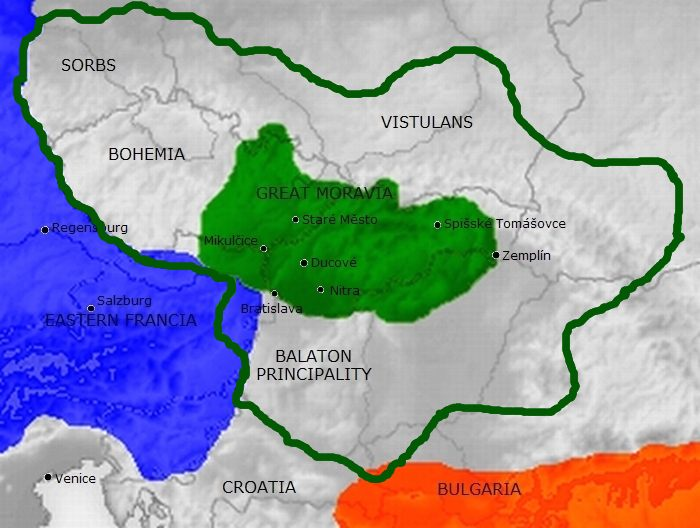 SORBS
VISTULANS
BOHEMIA
GREAT MORAVIA
Staré Město
Spišské Tomášovce
Regensburg
Mikulčice
Zemplín
Ducové
Nitra
Salzburg
Bratislava
EASTERN FRANCIA
BALATON
PRINCIPALITY
Venice
CROATIA
BULGARIA